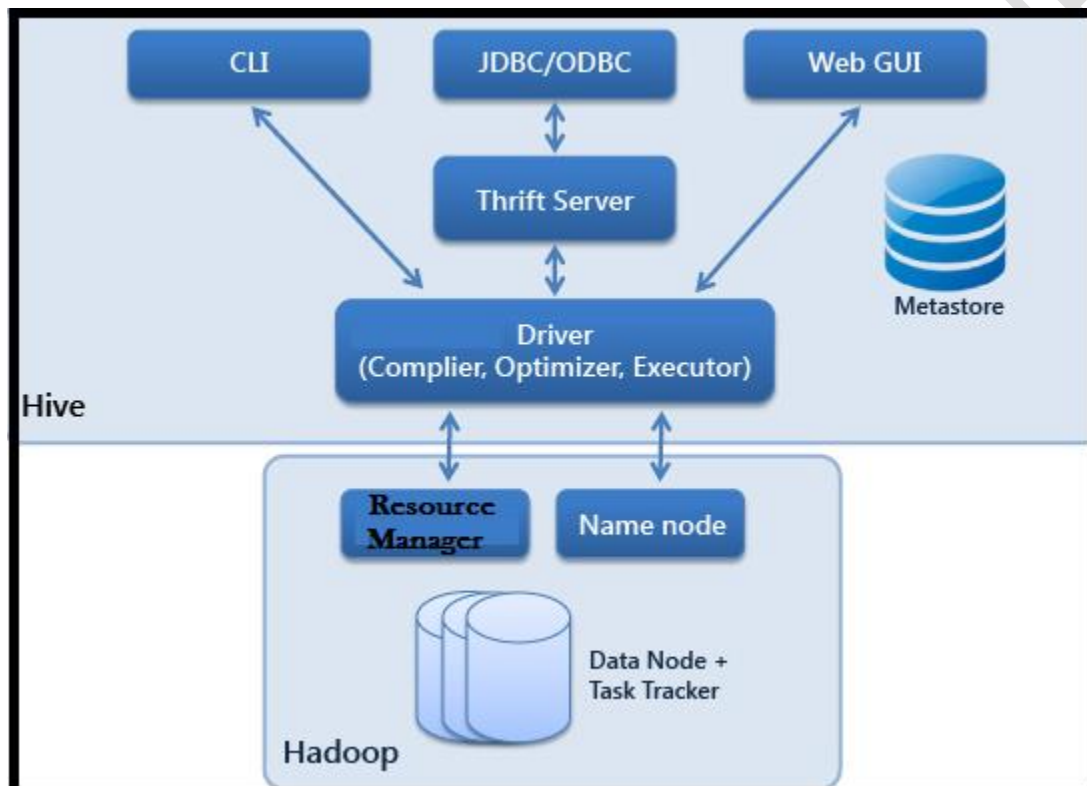 CLI
JDBC/ODBC
Web GUI
Thrift Server
Metastore
Driver
(Complier, Optimizer, Executor)
Hive
Resource
Manager
Name node
Data Node +
Task Tracker
Hadoop